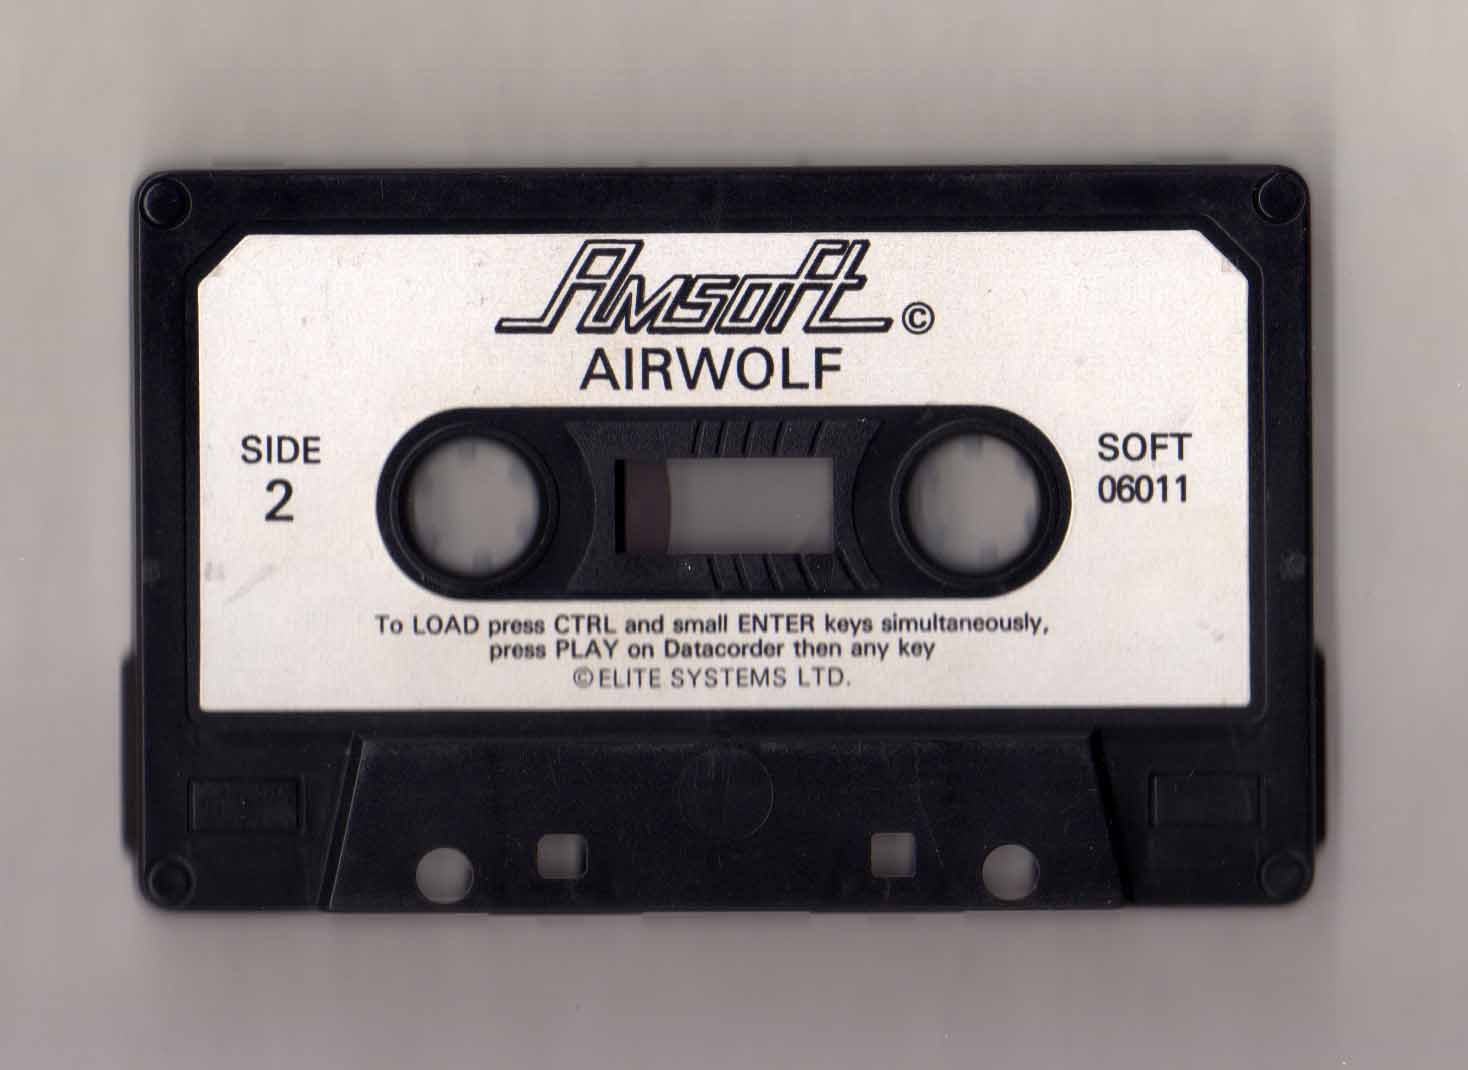 Amsoft ©
AIRWOLF
SIDE
2
SOFT
06011
To LOAD press CTRL and small ENTER keys simultaneously,
press PLAY on Datacorder then any key
©ELITE SYSTEMS LTD.